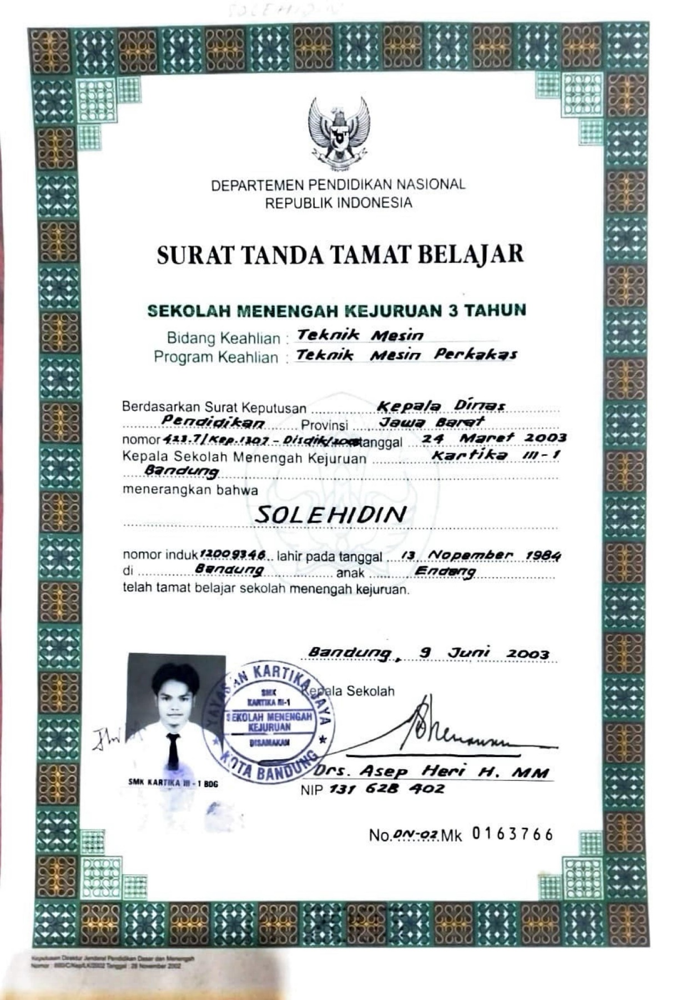 SOLEHIDIN
DEPARTEMEN PENDIDIKAN NASIONAL
REPUBLIK INDONESIA
SURAT TANDA TAMAT BELAJAR
SEKOLAH MENENGAH KEJURUAN 3 TAHUN
Bidang Keahlian : Teknik Mesin
Program Keahlian : Teknik Mesin Perkakas
Berdasarkan Surat Keputusan Kepala Dinas
Pendidikan Provinsi Jawa Barat
nomor 423.7/Kep.1307-Disdik/ tanggal 24 Maret 2003
Kepala Sekolah Menengah Kejuruan Kartika III-1
Bandung
menerangkan bahwa
SOLEHIDIN
nomor induk 12009346 lahir pada tanggal 13 Nopember 1984
di Bandung anak Endang
telah tamat belajar sekolah menengah kejuruan.
Bandung, 9 Juni 2003
Kepala Sekolah
YAYASAN KARTIKA JAYA
SMK
KARTIKA III-1
SEKOLAH MENENGAH
KEJURUAN
DISAMAKAN
KOTA BANDUNG
SMK KARTIKA III - 1 BDG
Drs. Asep Heri H. MM
NIP 131 628 402
No. DN-02 Mk 0163766
Keputusan Direktur Jenderal Pendidikan Dasar dan Menengah
Nomor : Tanggal : 28 November 2002